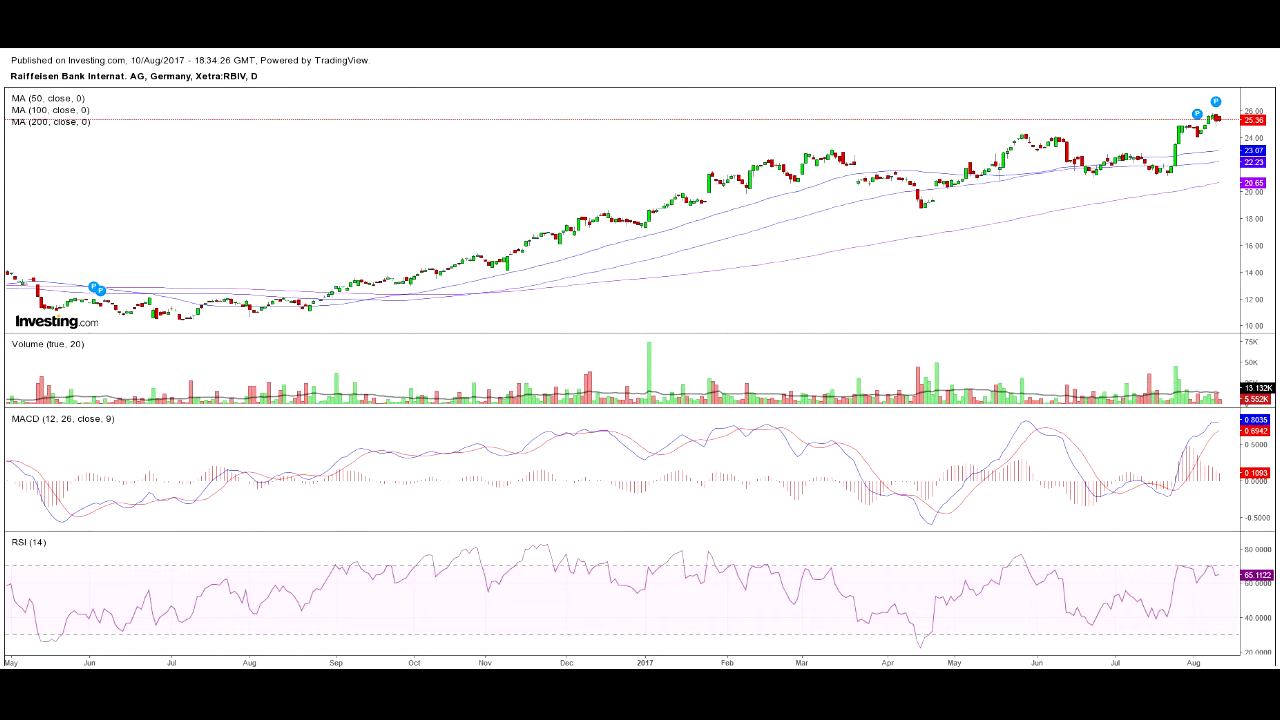 Published on Investing.com, 10/Aug/2017 - 18:34:26 GMT, Powered by TradingView.
Raiffeisen Bank Internat. AG, Germany, Xetra:RBIV, D
MA (50, close, 0)
MA (100, close, 0)
MA (200, close, 0)
P
P
P
P
26.00
25.36
24.00
23.07
22.23
20.65
20.00
18.00
16.00
14.00
12.00
10.00
Investing.com
Volume (true, 20)
75K
50K
13.132K
5.552K
MACD (12, 26, close, 9)
0.8035
0.6942
0.5000
0.1093
0.0000
-0.5000
RSI (14)
80.0000
65.1122
60.0000
40.0000
20.0000
May Jun Jul Aug Sep Oct Nov Dec 2017 Feb Mar Apr May Jun Jul Aug